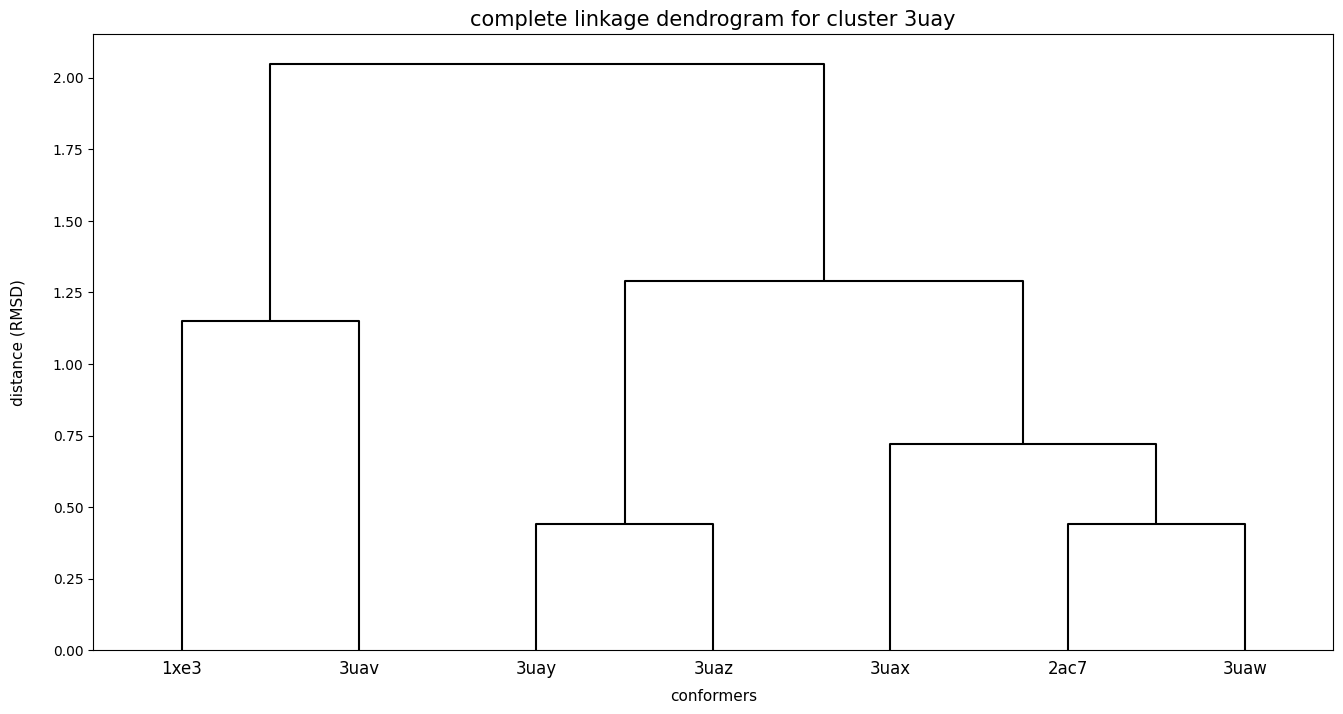 complete linkage dendrogram for cluster 3uay
2.00
1.75
1.50
1.25
1.00
0.75
0.50
0.25
0.00
distance (RMSD)
1xe3 3uav 3uay 3uaz 3uax 2ac7 3uaw
conformers